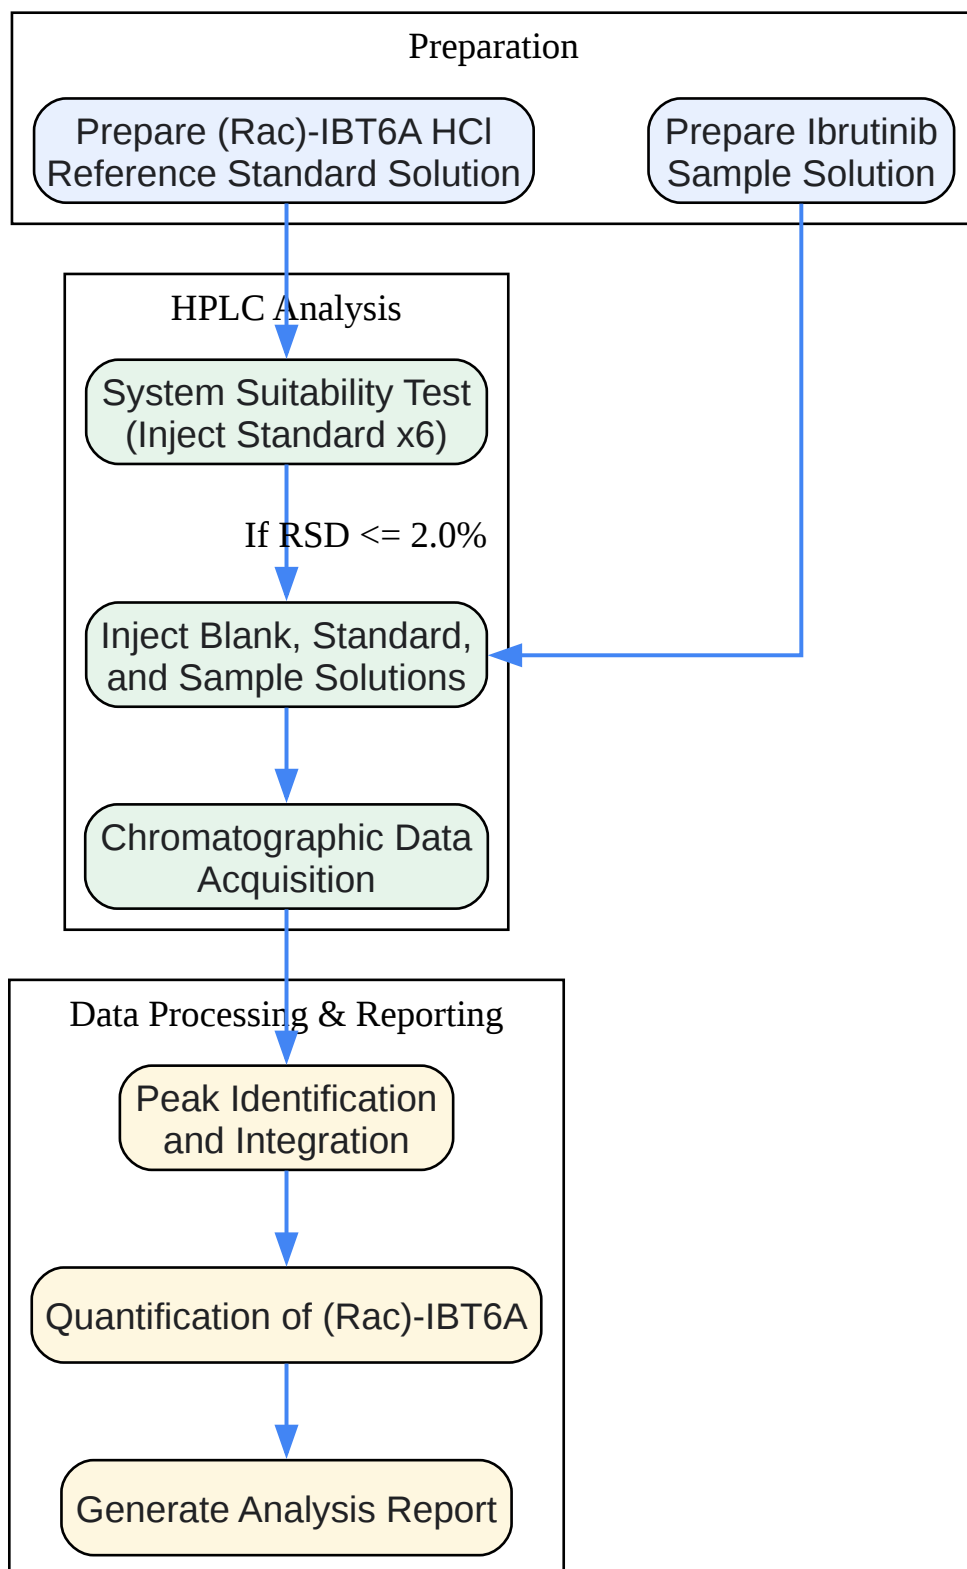 Preparation
Prepare (Rac)-IBT6A HCl
Reference Standard Solution
Prepare Ibrutinib
Sample Solution
HPLC Analysis
System Suitability Test
(Inject Standard x6)
If RSD <= 2.0%
Inject Blank, Standard,
and Sample Solutions
Chromatographic Data
Acquisition
Data Processing & Reporting
Peak Identification
and Integration
Quantification of (Rac)-IBT6A
Generate Analysis Report